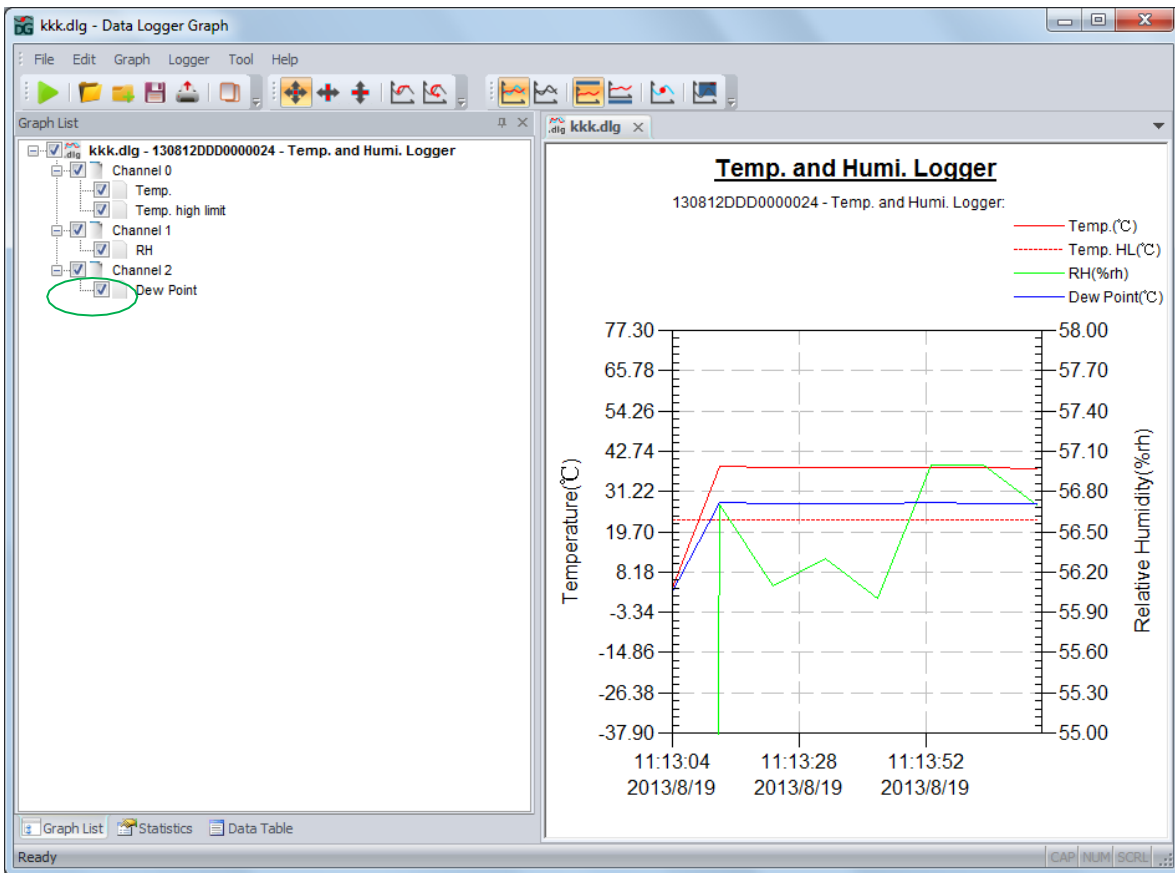 kkk.dlg - Data Logger Graph
File Edit Graph Logger Tool Help
Graph List
kkk.dlg - 130812DDD0000024 - Temp. and Humi. Logger
Channel 0
Temp.
Temp. high limit
Channel 1
RH
Channel 2
Dew Point
kkk.dlg
Temp. and Humi. Logger
130812DDD0000024 - Temp. and Humi. Logger:
Temp.(℃)
Temp. HL(℃)
RH(%rh)
Dew Point(℃)
Temperature(℃)
77.30
65.78
54.26
42.74
31.22
19.70
8.18
-3.34
-14.86
-26.38
-37.90
58.00
57.70
57.40
57.10
56.80
56.50
56.20
55.90
55.60
55.30
55.00
Relative Humidity(%rh)
11:13:04 11:13:28 11:13:52
2013/8/19 2013/8/19 2013/8/19
Graph List Statistics Data Table
Ready
CAP NUM SCRL